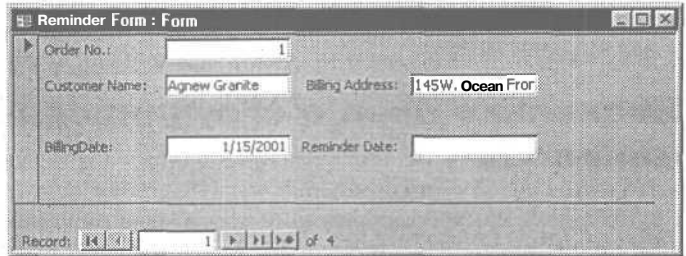 Reminder Form : Form
Order No.: 1
Customer Name: Agnew Granite Billing Address: 145W. Ocean Fror
BillingDate: 1/15/2001 Reminder Date:
Record: 1 of 4